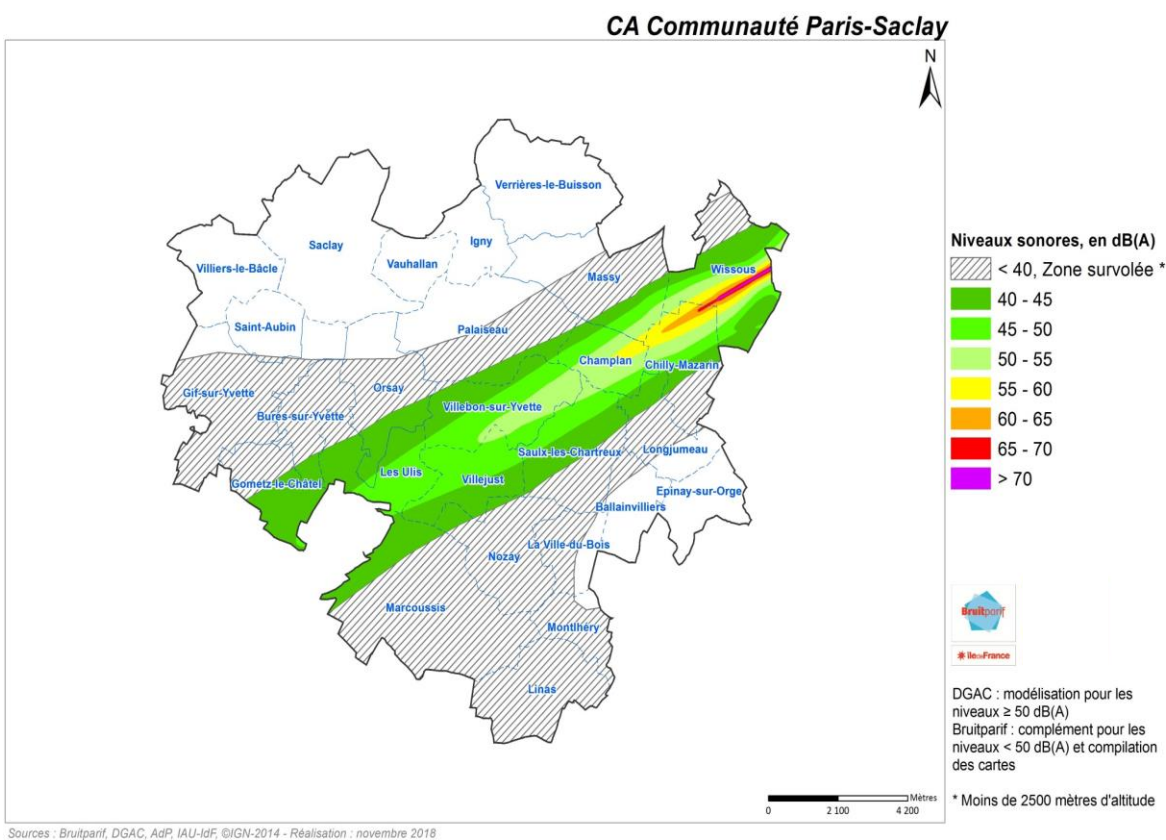 CA Communauté Paris-Saclay
N
Verrières-le-Buisson
Saclay
Igny
Vauhallan
Villiers-le-Bâcle
Massy
Wissous
Saint-Aubin
Palaiseau
Champlan
Chilly-Mazarin
Gif-sur-Yvette
Orsay
Bures-sur-Yvette
Villebon-sur-Yvette
Saulx-les-Chartreux
Longjumeau
Les Ulis
Villejust
Gometz-le-Châtel
Epinay-sur-Orge
Ballainvilliers
La Ville-du-Bois
Nozay
Marcoussis
Montlhéry
Linas
Niveaux sonores, en dB(A)
< 40, Zone survolée *
40 - 45
45 - 50
50 - 55
55 - 60
60 - 65
65 - 70
> 70
Bruitparif
île de France
DGAC : modélisation pour les
niveaux ≥ 50 dB(A)
Bruitparif : complément pour les
niveaux < 50 dB(A) et compilation
des cartes
* Moins de 2500 mètres d'altitude
Mètres
0 2 100 4 200
Sources : Bruitparif, DGAC, AdP, IAU-IdF, ©IGN-2014 - Réalisation : novembre 2018